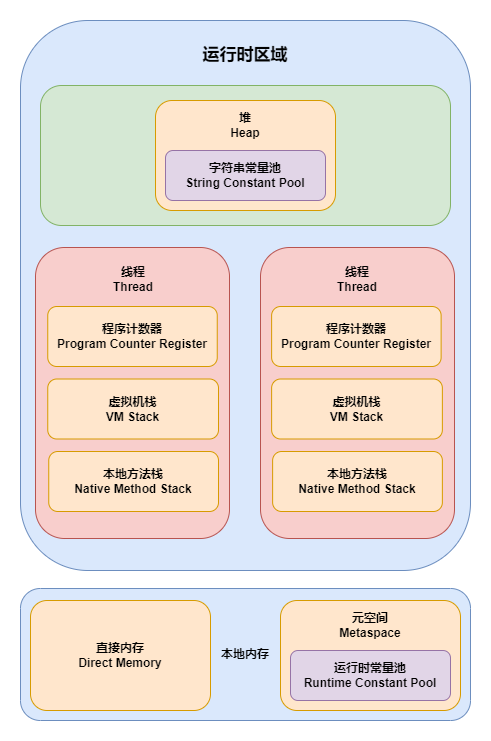 运行时区域
堆
Heap
字符串常量池
String Constant Pool
线程
Thread
程序计数器
Program Counter Register
虚拟机栈
VM Stack
本地方法栈
Native Method Stack
线程
Thread
程序计数器
Program Counter Register
虚拟机栈
VM Stack
本地方法栈
Native Method Stack
直接内存
Direct Memory
本地内存
元空间
Metaspace
运行时常量池
Runtime Constant Pool